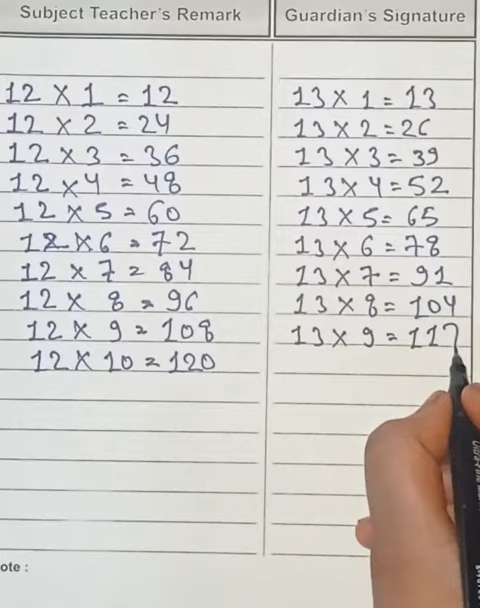 Subject Teacher's Remark
Guardian's Signature
12 × 1 = 12
12 × 2 = 24
12 × 3 = 36
12 × 4 = 48
12 × 5 = 60
12 × 6 = 72
12 × 7 = 84
12 × 8 = 96
12 × 9 = 108
12 × 10 = 120
13 × 1 = 13
13 × 2 = 26
13 × 3 = 39
13 × 4 = 52
13 × 5 = 65
13 × 6 = 78
13 × 7 = 91
13 × 8 = 104
13 × 9 = 117
ote :